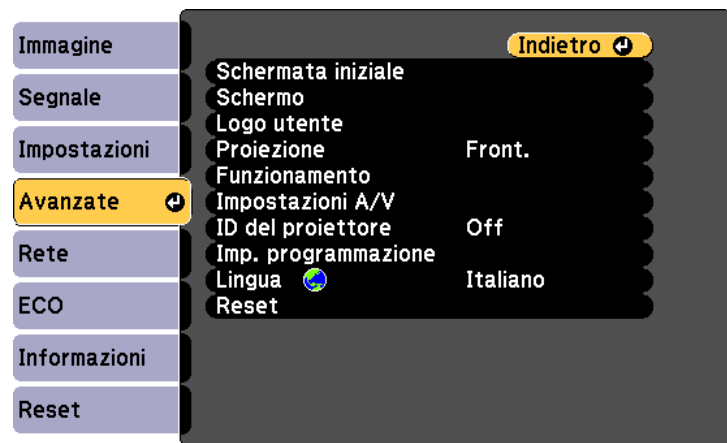 Immagine
Segnale
Impostazioni
Avanzate
Rete
ECO
Informazioni
Reset
Indietro
Schermata iniziale
Schermo
Logo utente
Proiezione Front.
Funzionamento
Impostazioni A/V
ID del proiettore Off
Imp. programmazione
Lingua Italiano
Reset